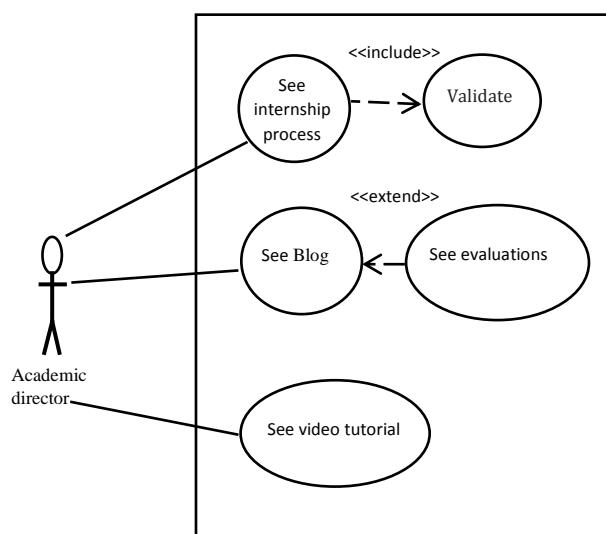 <<include>>
See
internship
process
Validate
<<extend>>
See Blog
See evaluations
Academic
director
See video tutorial